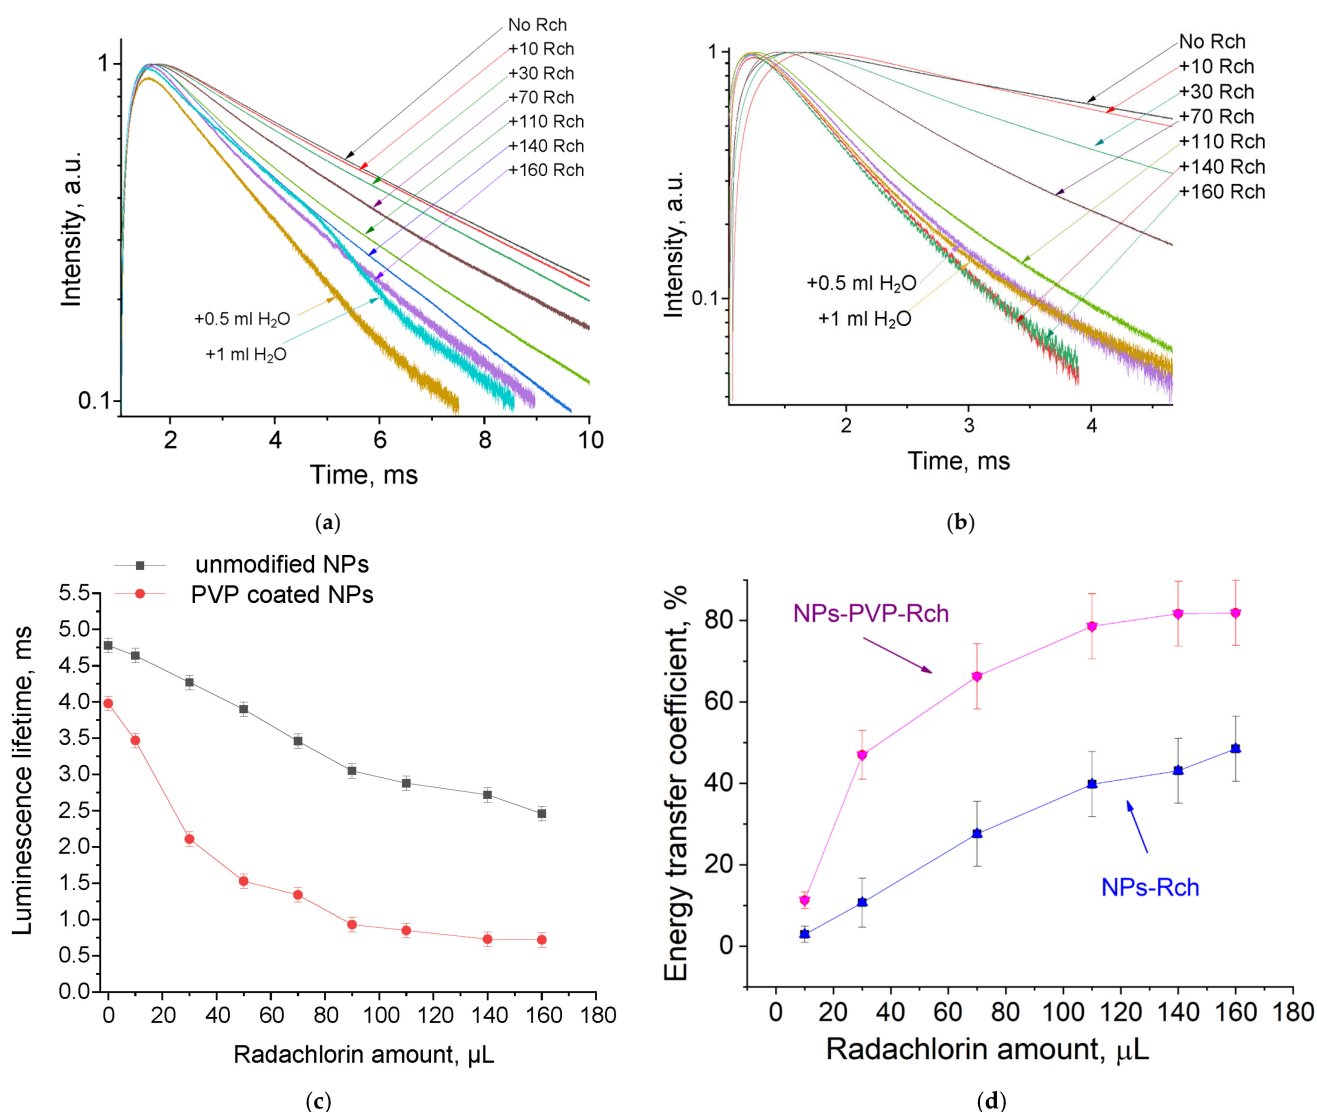 No Rch
+10 Rch
+30 Rch
+70 Rch
+110 Rch
+140 Rch
+160 Rch
+0.5 ml H₂O
+1 ml H₂O
1
0.1
Intensity, a.u.
2 4 6 8 10
Time, ms
(a)
No Rch
+10 Rch
+30 Rch
+70 Rch
+110 Rch
+140 Rch
+160 Rch
+0.5 ml H₂O
+1 ml H₂O
1
0.1
Intensity, a.u.
2 3 4
Time, ms
(b)
unmodified NPs
PVP coated NPs
5.5
5.0
4.5
4.0
3.5
3.0
2.5
2.0
1.5
1.0
0.5
0.0
Luminescence lifetime, ms
0 20 40 60 80 100 120 140 160 180
Radachlorin amount, µL
(c)
NPs-PVP-Rch
NPs-Rch
80
60
40
20
0
Energy transfer coefficient, %
0 20 40 60 80 100 120 140 160 180
Radachlorin amount, μL
(d)